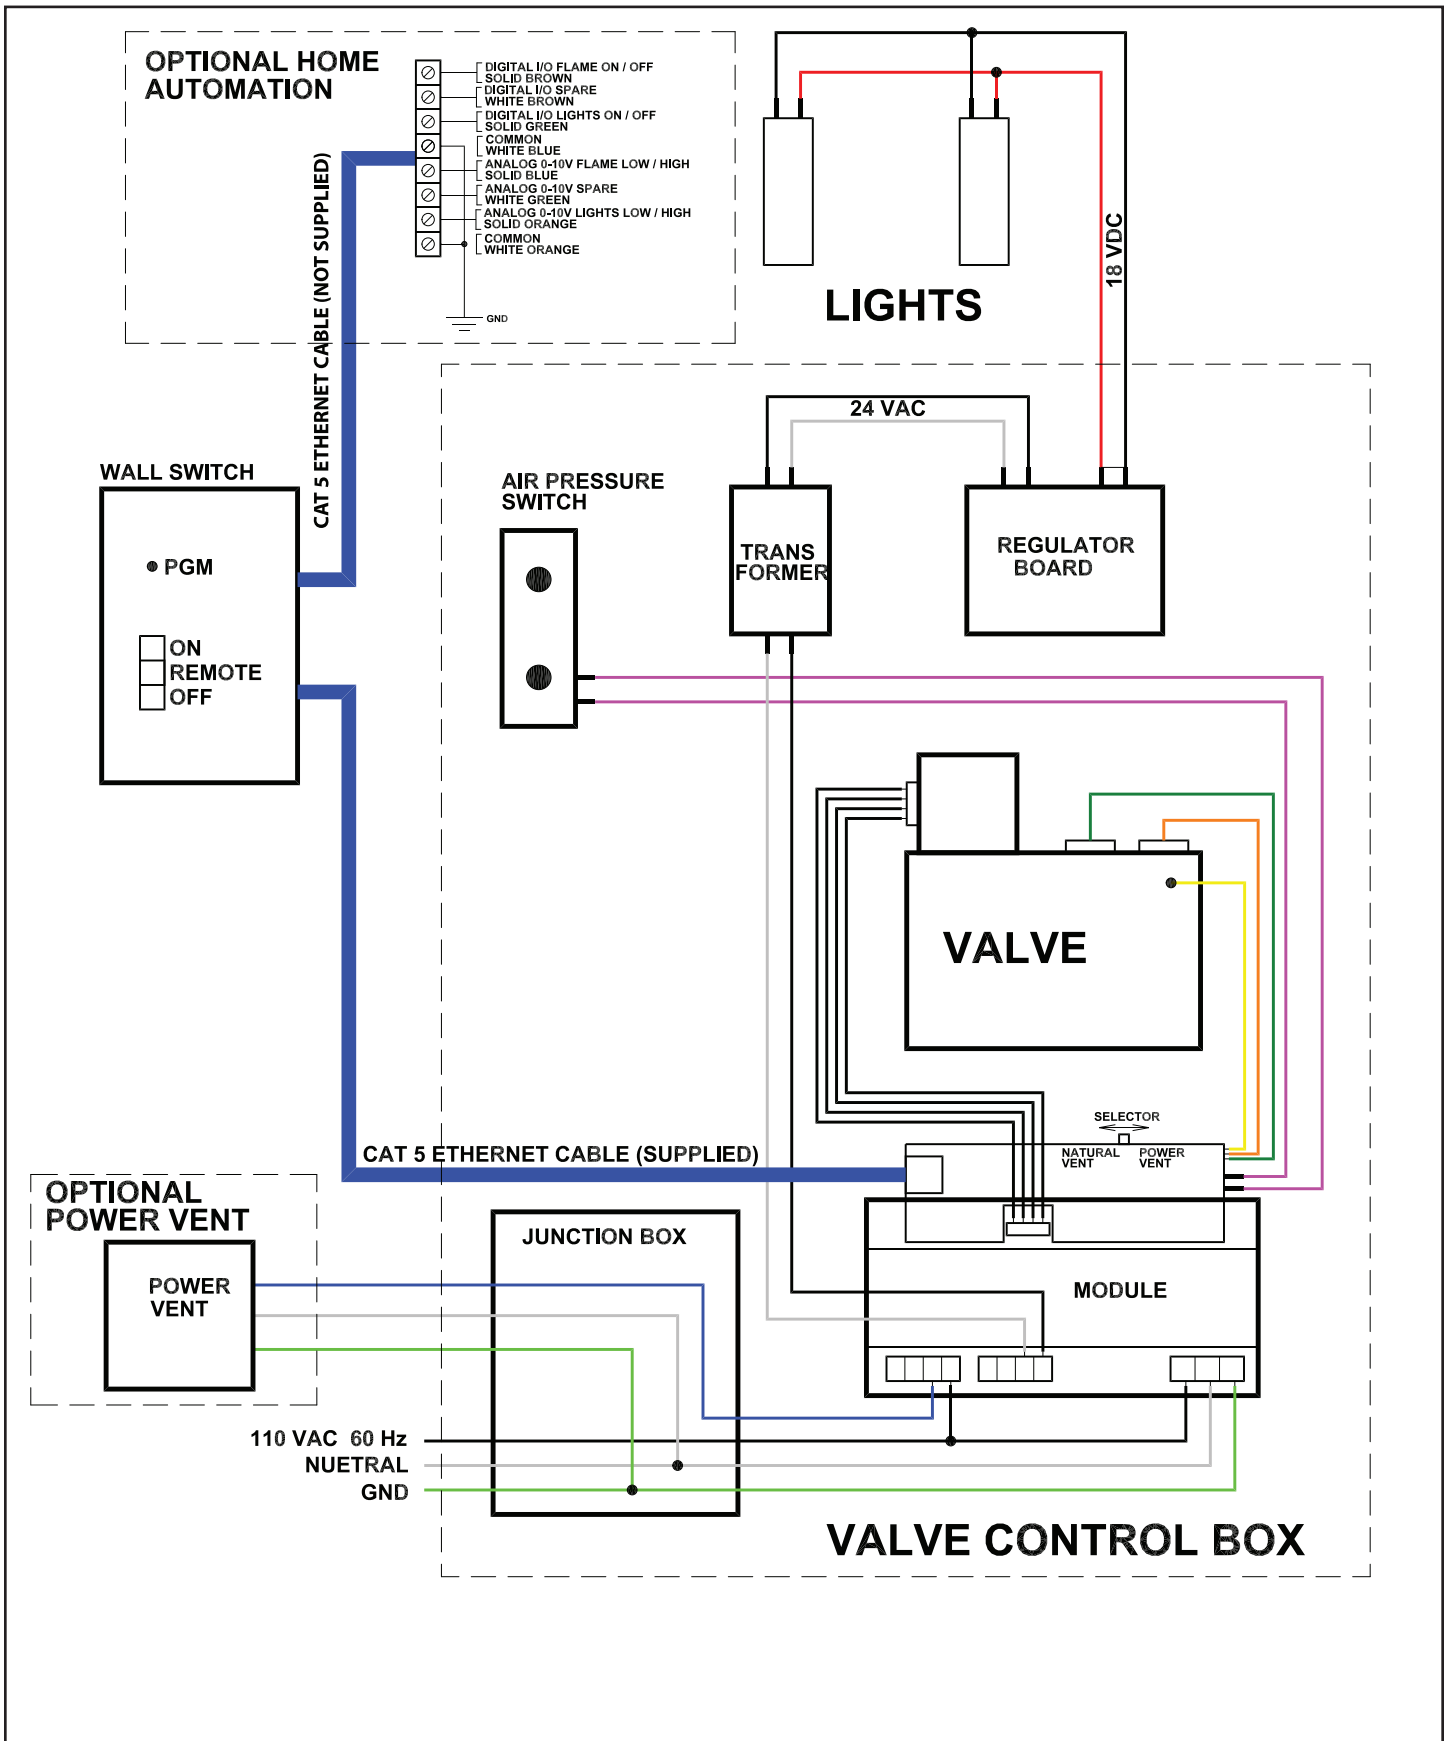 OPTIONAL HOME
AUTOMATION
DIGITAL I/O FLAME ON / OFF
SOLID BROWN
DIGITAL I/O SPARE
WHITE BROWN
DIGITAL I/O LIGHTS ON / OFF
SOLID GREEN
COMMON
WHITE BLUE
ANALOG 0-10V FLAME LOW / HIGH
SOLID BLUE
ANALOG 0-10V SPARE
WHITE GREEN
ANALOG 0-10V LIGHTS LOW / HIGH
SOLID ORANGE
COMMON
WHITE ORANGE
GND
LIGHTS
18 VDC
CAT 5 ETHERNET CABLE (NOT SUPPLIED)
24 VAC
WALL SWITCH
PGM
ON
REMOTE
OFF
AIR PRESSURE
SWITCH
TRANS
FORMER
REGULATOR
BOARD
VALVE
SELECTOR
NATURAL
VENT
POWER
VENT
CAT 5 ETHERNET CABLE (SUPPLIED)
OPTIONAL
POWER VENT
POWER
VENT
JUNCTION BOX
MODULE
110 VAC 60 Hz
NUETRAL
GND
VALVE CONTROL BOX